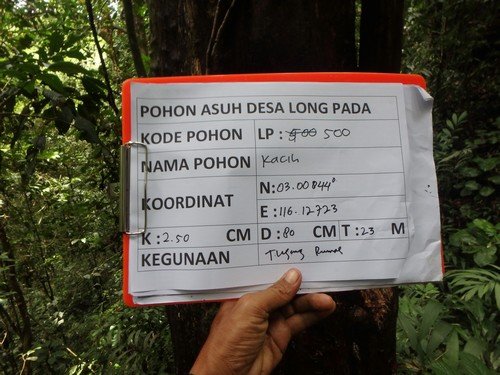 POHON ASUH DESA LONG PADA
KODE POHON LP : 500 500
NAMA POHON Kacih
KOORDINAT N : 03.00044°
E : 116.12723
K : 2.50 CM D : 80 CM T : 23 M
KEGUNAAN